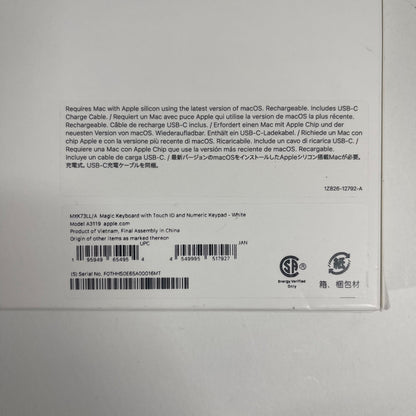 Requires Mac with Apple silicon using the latest version of macOS. Rechargeable. Includes USB-C
Charge Cable. / Requiert un Mac avec puce Apple qui utilise la version de macOS la plus récente.
Rechargeable. Câble de recharge USB-C inclus. / Erfordert einen Mac mit Apple Chip und der
neuesten Version von macOS. Wiederaufladbar. Enthält ein USB-C-Ladekabel. / Richiede un Mac con
chip Apple e con la versione più recente di macOS. Ricaricabile. Include un cavo di ricarica USB-C. /
Requiere una Mac con Apple Chip que use la versión más reciente de macOS. Recargable.
Incluye un cable de carga USB-C. / 最新バージョンのmacOSをインストールしたAppleシリコン搭載Macが必要。
充電式。USB-C充電ケーブルを同梱。
1Z826-12792-A
MXK73LL/A Magic Keyboard with Touch ID and Numeric Keypad - White
Model A3119 apple.com
Product of Vietnam, Final Assembly in China
Origin of other items as marked thereon
UPC
JAN
1 95949 65495 4
4 549995 517927
(S) Serial No. F0THHS0E65A00016MT
SA
Energy Verified
Only
紙
箱、梱包材